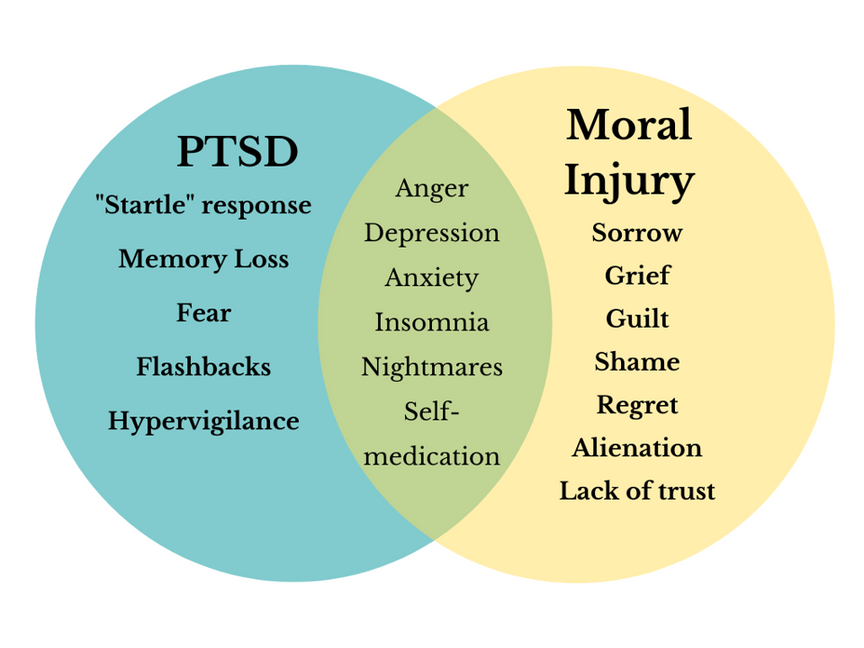 PTSD
"Startle" response
Memory Loss
Fear
Flashbacks
Hypervigilance
Anger
Depression
Anxiety
Insomnia
Nightmares
Self-
medication
Moral
Injury
Sorrow
Grief
Guilt
Shame
Regret
Alienation
Lack of trust